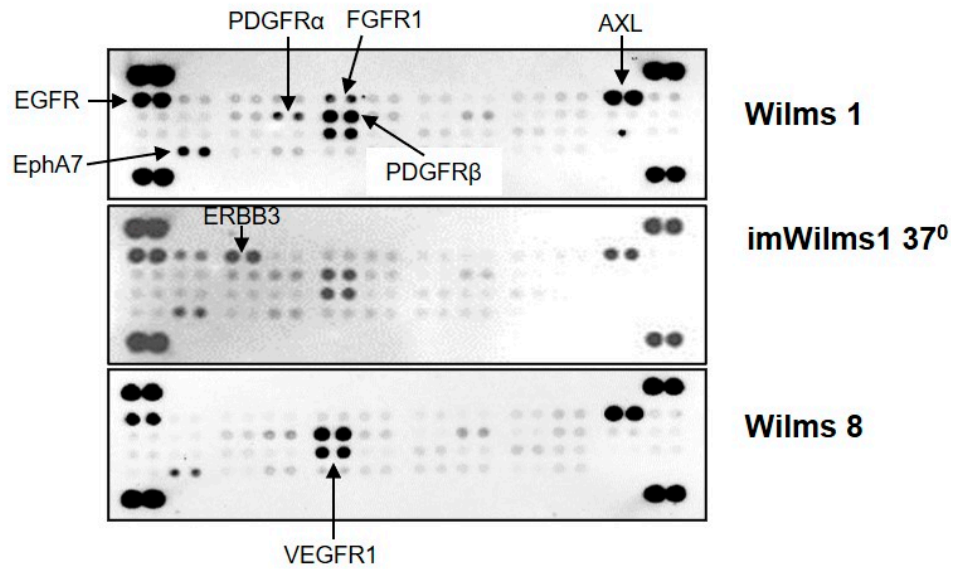 PDGFRα
FGFR1
AXL
EGFR
Wilms 1
EphA7
PDGFRβ
ERBB3
imWilms1 37⁰
Wilms 8
VEGFR1